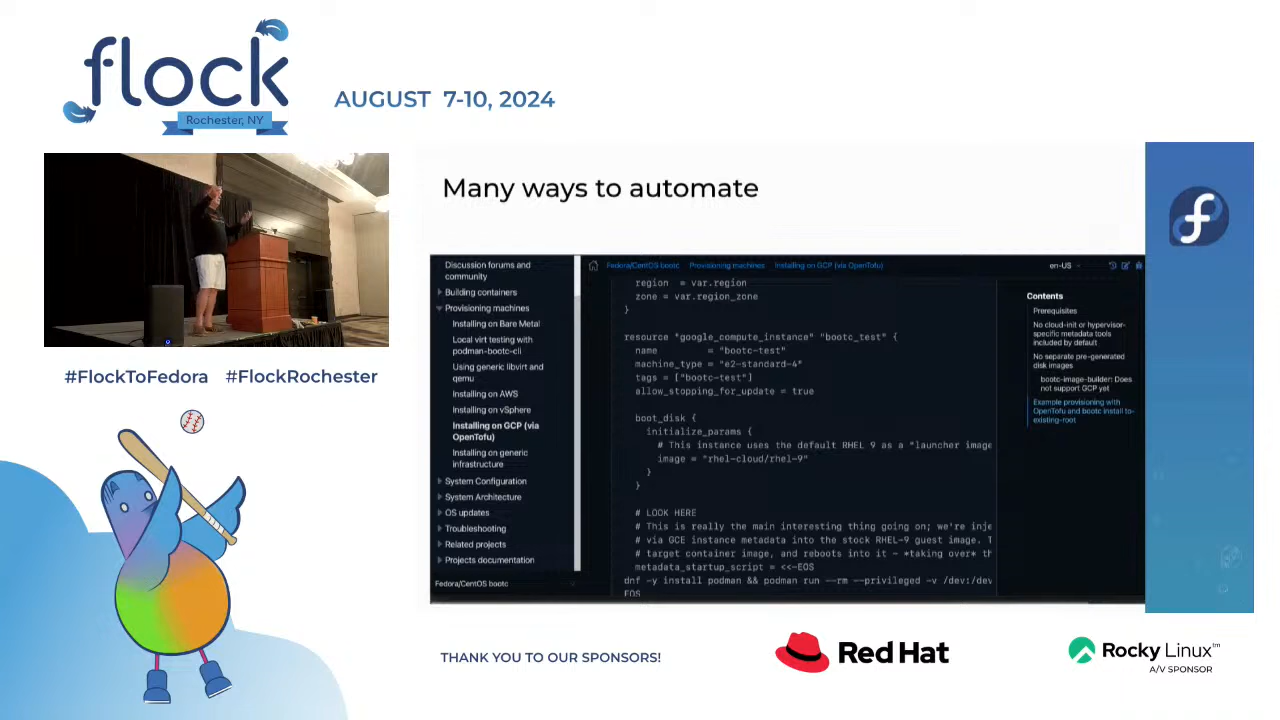 flock
Rochester, NY
AUGUST 7-10, 2024
#FlockToFedora #FlockRochester
Many ways to automate
Discussion forums and
community
Building containers
Provisioning machines
Installing on Bare Metal
Local virt testing with
podman-bootc-cli
Using generic libvirt and
qemu
Installing on AWS
Installing on vSphere
Installing on GCP (via
OpenTofu)
Installing on generic
infrastructure
System Configuration
System Architecture
OS updates
Troubleshooting
Related projects
Projects documentation
Fedora/CentOS bootc
Fedora/CentOS bootc Provisioning machines Installing on GCP (via OpenTofu)
en-US
region = var.region
zone = var.region_zone
}
resource "google_compute_instance" "bootc_test" {
name = "bootc-test"
machine_type = "e2-standard-4"
tags = ["bootc-test"]
allow_stopping_for_update = true
boot_disk {
initialize_params {
# This instance uses the default RHEL 9 as a "launcher image
image = "rhel-cloud/rhel-9"
}
}
# LOOK HERE
# This is really the main interesting thing going on; we're inje
# via GCE instance metadata into the stock RHEL-9 guest image. T
# target container image, and reboots into it - *taking over* th
metadata_startup_script = <<-EOS
dnf -y install podman && podman run --rm --privileged -v /dev:/dev
EOS
Contents
Prerequisites
No cloud-init or hypervisor-
specific metadata tools
included by default
No separate pre-generated
disk images
bootc-image-builder: Does
not support GCP yet
Example provisioning with
OpenTofu and bootc install to-
existing-root
THANK YOU TO OUR SPONSORS!
Red Hat
Rocky Linux™
A/V SPONSOR